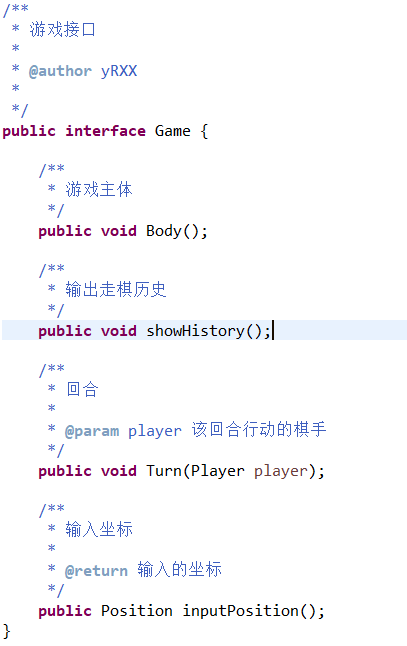 /**
 * 游戏接口
 *
 * @author yRXX
 *
 */
public interface Game {
    /**
     * 游戏主体
     */
    public void Body();
    /**
     * 输出走棋历史
     */
    public void showHistory();
    /**
     * 回合
     *
     * @param player 该回合行动的棋手
     */
    public void Turn(Player player);
    /**
     * 输入坐标
     *
     * @return 输入的坐标
     */
    public Position inputPosition();
}